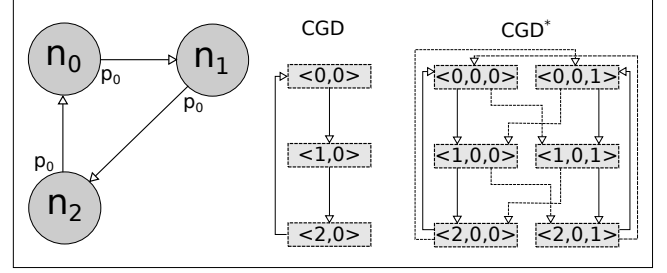 CGD
CGD*
n₀
n₁
p₀
p₀
p₀
n₂
<0,0>
<1,0>
<2,0>
<0,0,0> <0,0,1>
<1,0,0> <1,0,1>
<2,0,0> <2,0,1>